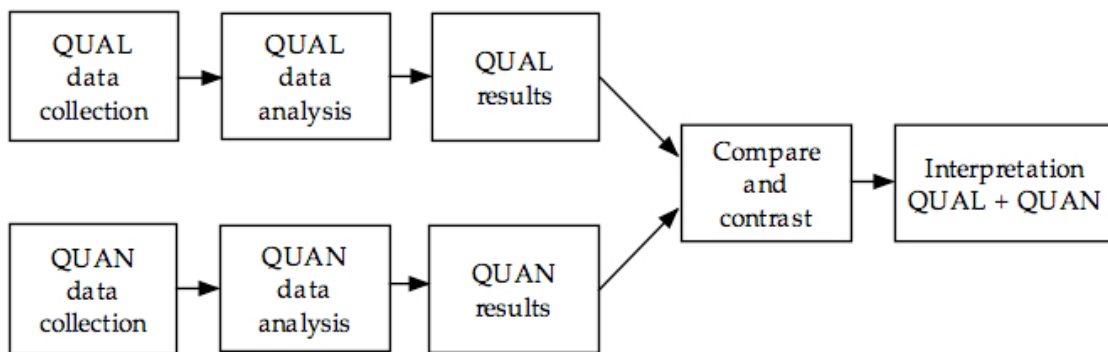 QUAL
data
collection
QUAL
data
analysis
QUAL
results
Compare
and
contrast
Interpretation
QUAL + QUAN
QUAN
data
collection
QUAN
data
analysis
QUAN
results